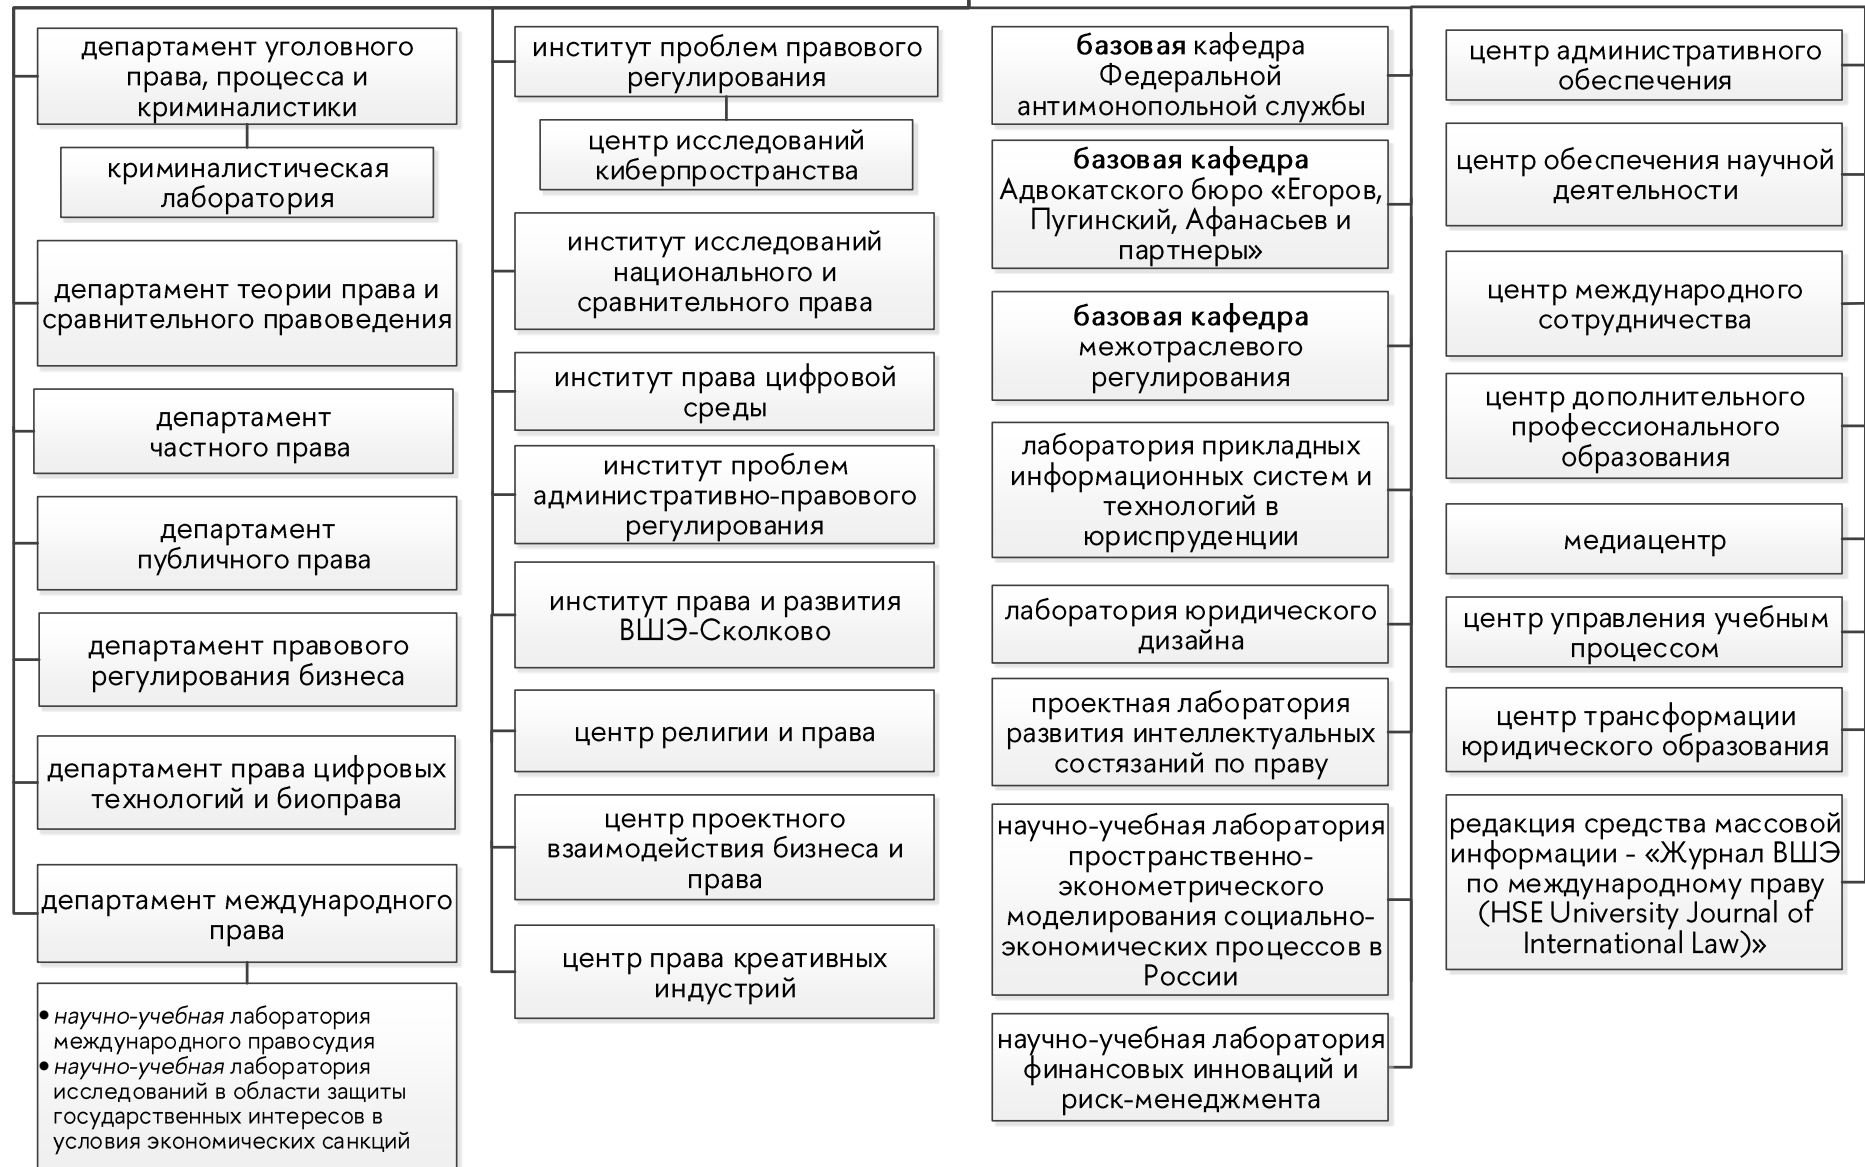 департамент уголовного
права, процесса и
криминалистики
криминалистическая
лаборатория
департамент теории права и
сравнительного правоведения
департамент
частного права
департамент
публичного права
департамент правового
регулирования бизнеса
департамент права цифровых
технологий и биоправа
департамент международного
права
• научно-учебная лаборатория
международного правосудия
• научно-учебная лаборатория
исследований в области защиты
государственных интересов в
условия экономических санкций
институт проблем правового
регулирования
центр исследований
киберпространства
институт исследований
национального и
сравнительного права
институт права цифровой
среды
институт проблем
административно-правового
регулирования
институт права и развития
ВШЭ-Сколково
центр религии и права
центр проектного
взаимодействия бизнеса и
права
центр права креативных
индустрий
базовая кафедра
Федеральной
антимонопольной службы
базовая кафедра
Адвокатского бюро «Егоров,
Пугинский, Афанасьев и
партнеры»
базовая кафедра
межотраслевого
регулирования
лаборатория прикладных
информационных систем и
технологий в
юриспруденции
лаборатория юридического
дизайна
проектная лаборатория
развития интеллектуальных
состязаний по праву
научно-учебная лаборатория
пространственно-
эконометрического
моделирования социально-
экономических процессов в
России
научно-учебная лаборатория
финансовых инноваций и
риск-менеджмента
центр административного
обеспечения
центр обеспечения научной
деятельности
центр международного
сотрудничества
центр дополнительного
профессионального
образования
медиацентр
центр управления учебным
процессом
центр трансформации
юридического образования
редакция средства массовой
информации - «Журнал ВШЭ
по международному праву
(HSE University Journal of
International Law)»